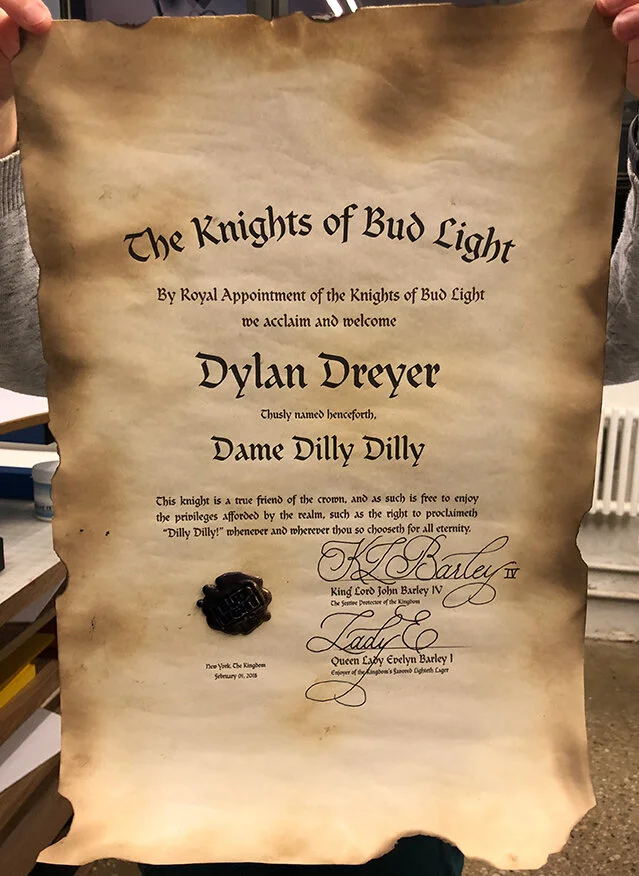 The Knights of Bud Light
By Royal Appointment of the Knights of Bud Light
we acclaim and welcome
Dylan Dreyer
Thusly named henceforth,
Dame Dilly Dilly
This knight is a true friend of the crown, and as such is free to enjoy
the privileges afforded by the realm, such as the right to proclaimeth
“Dilly Dilly!” whenever and wherever thou so chooseth for all eternity.
KLBarley IV
King Lord John Barley IV
The Festive Protector of the Kingdom
Lady E
Queen Lady Evelyn Barley I
Enjoyer of the Kingdom's Favored Lighteth Lager
New York, The Kingdom
February 01, 2018